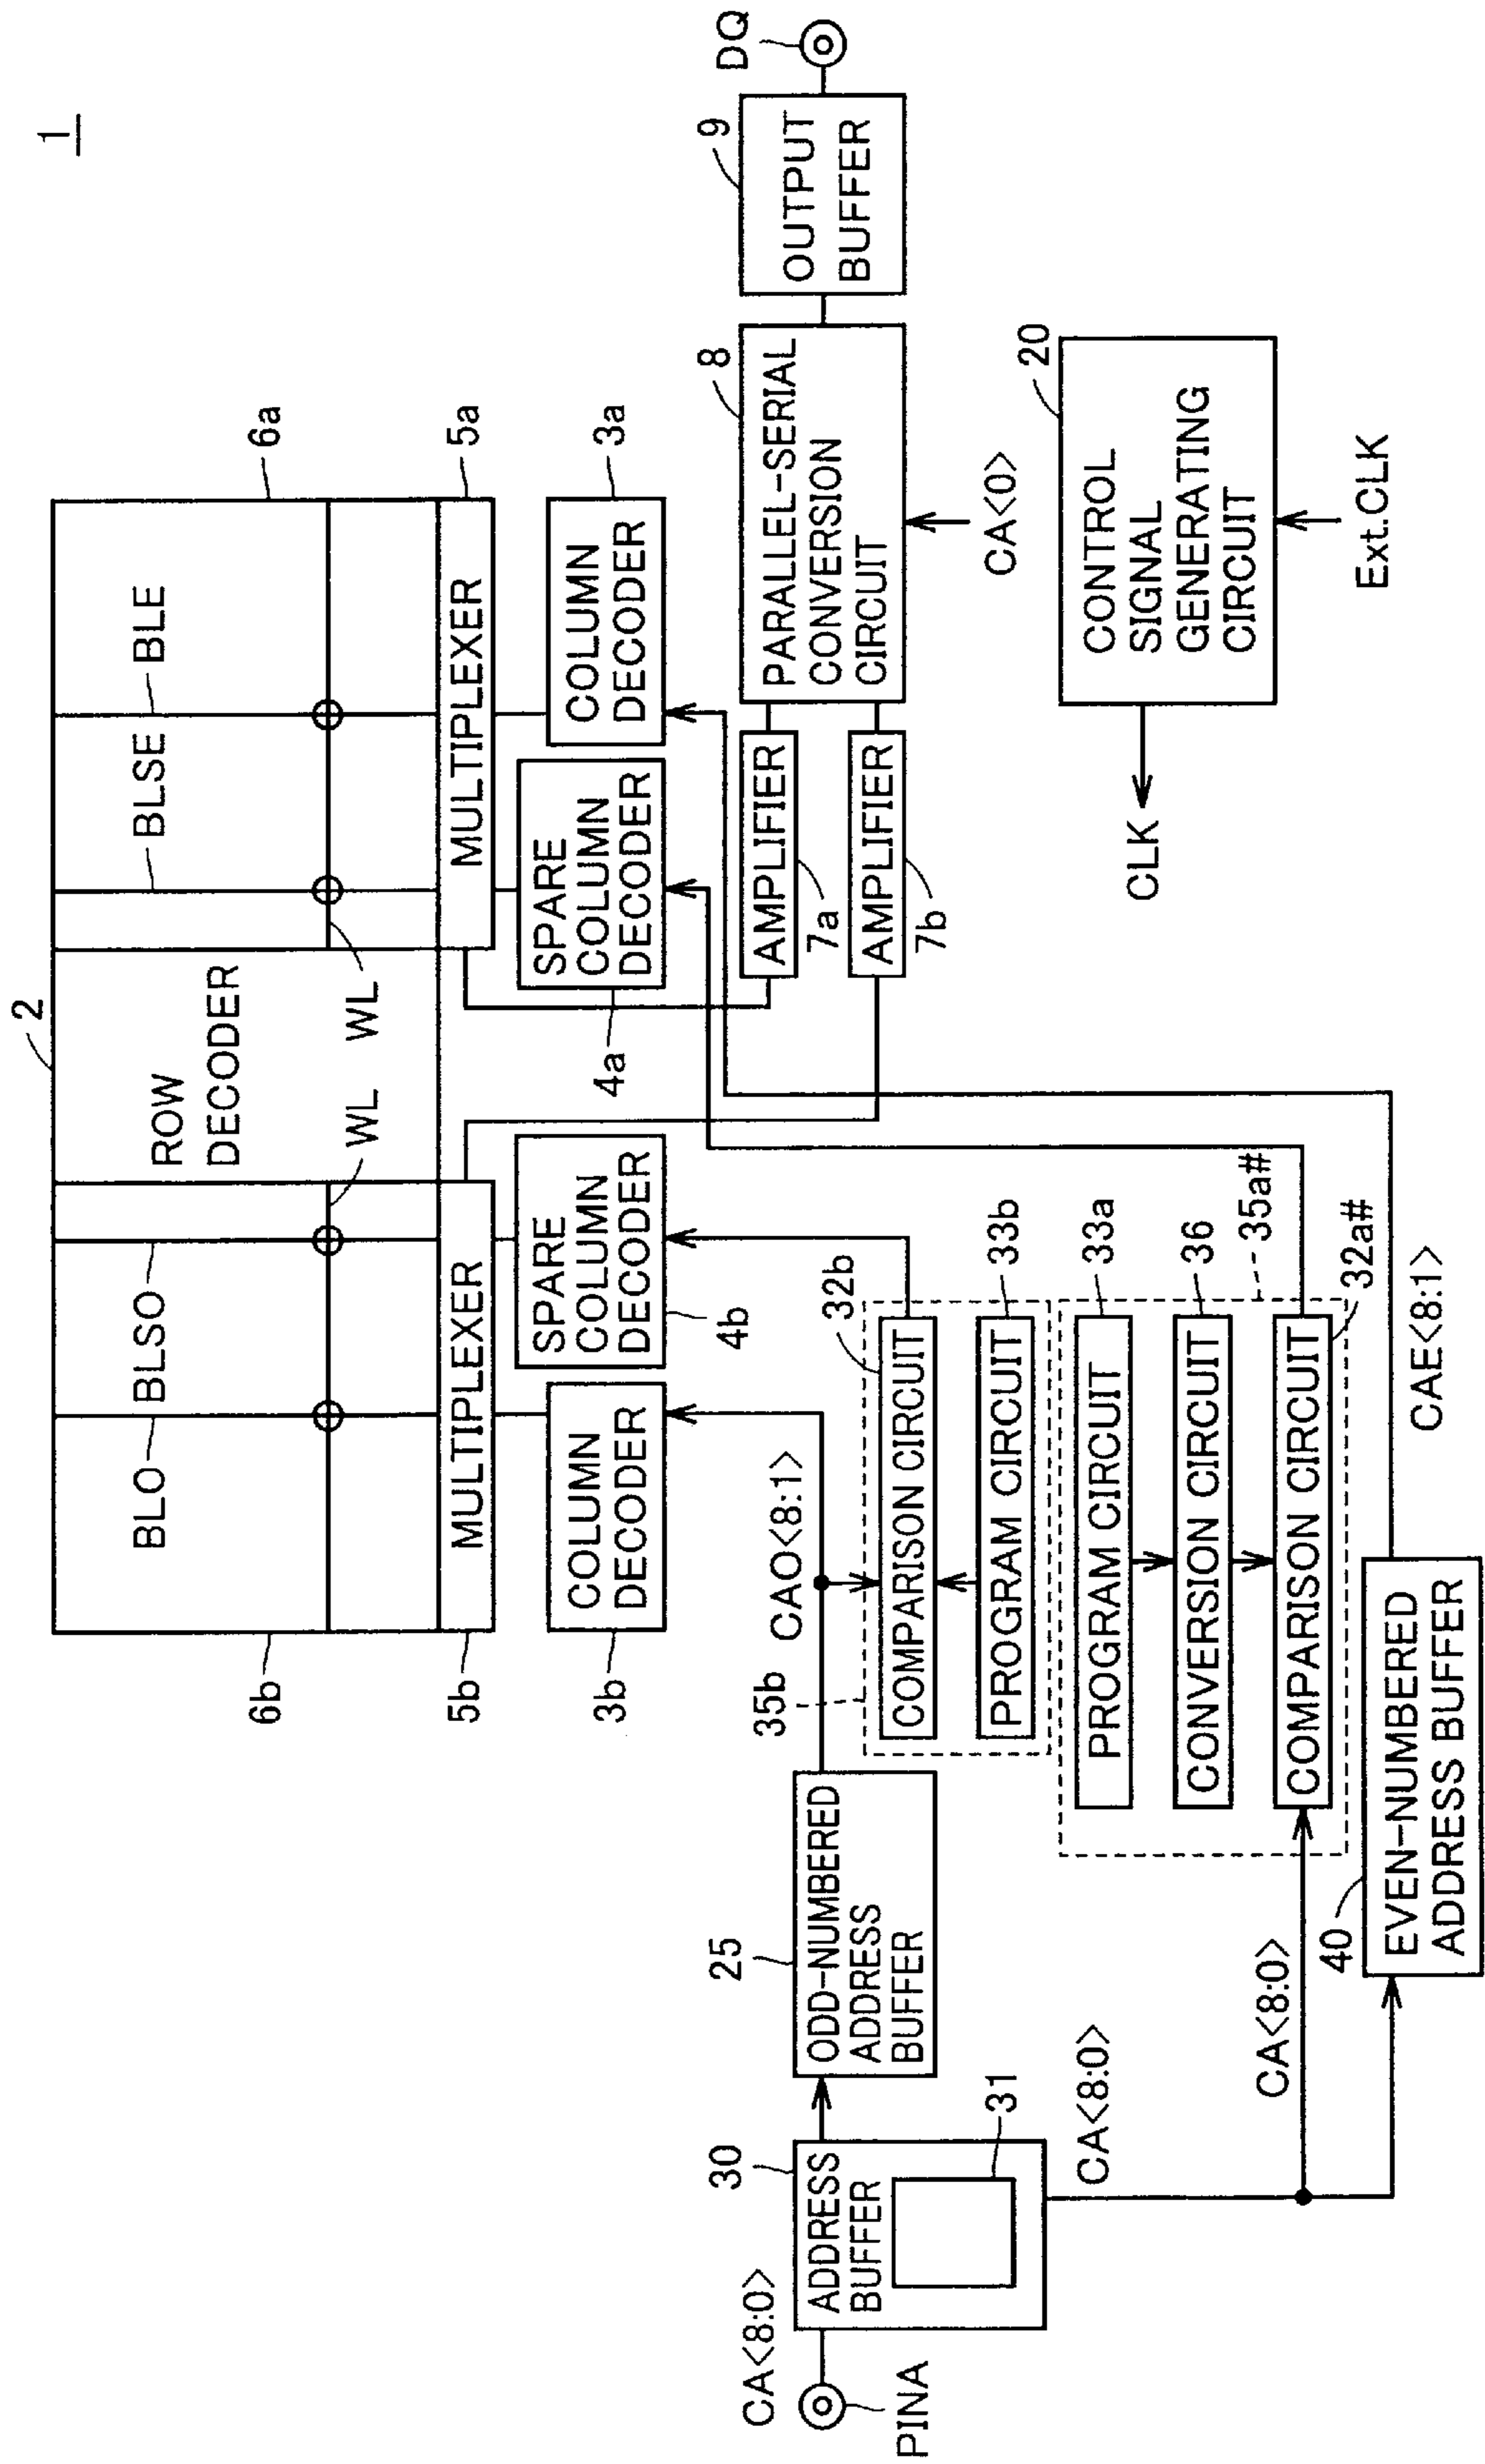 1
2
6b
BLO
BLSO
ROW
DECODER
WL
WL
BLSE
BLE
6a
5b
MULTIPLEXER
MULTIPLEXER
5a
3b
COLUMN
DECODER
SPARE
COLUMN
DECODER
4b
4a
SPARE
COLUMN
DECODER
COLUMN
DECODER
3a
CA<8:0>
PINA
30
ADDRESS
BUFFER
31
25
ODD-NUMBERED
ADDRESS
BUFFER
CAO<8:1>
35b
COMPARISON CIRCUIT
32b
PROGRAM CIRCUIT
33b
PROGRAM CIRCUIT
33a
CONVERSION CIRCUIT
36
35a#
COMPARISON CIRCUIT
32a#
CA<8:0>
CA<8:0>
40
EVEN-NUMBERED
ADDRESS BUFFER
CAE<8:1>
AMPLIFIER
7a
AMPLIFIER
7b
8
PARALLEL-SERIAL
CONVERSION
CIRCUIT
CA<0>
9
OUTPUT
BUFFER
DQ
20
CONTROL
SIGNAL
GENERATING
CIRCUIT
CLK
Ext.CLK